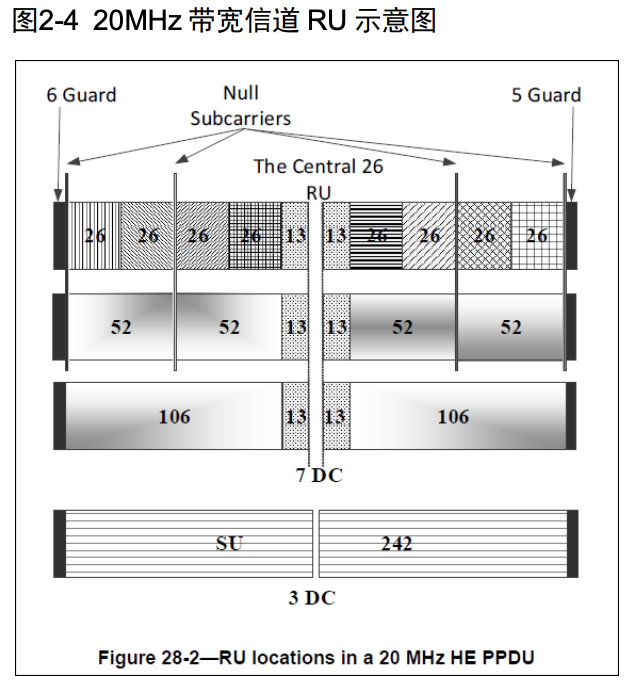 图2-4 20MHz 带宽信道 RU 示意图
6 Guard
Null
Subcarriers
5 Guard
The Central 26
RU
26 26 26 26 13 13 26 26 26 26
52 52 13 13 52 52
106 13 13 106
7 DC
SU 242
3 DC
Figure 28-2—RU locations in a 20 MHz HE PPDU